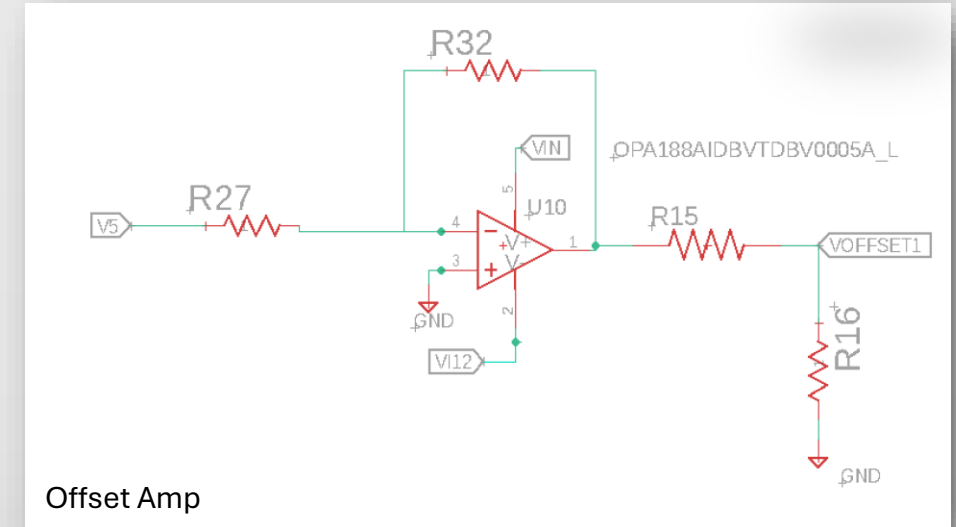 R32
VIN
OPA188AIDBVTDBV0005A_L
R27
5
U10
R15
V5
4
1
VOFFSET1
V+
V-
3
2
GND
R16
VI12
GND
Offset Amp